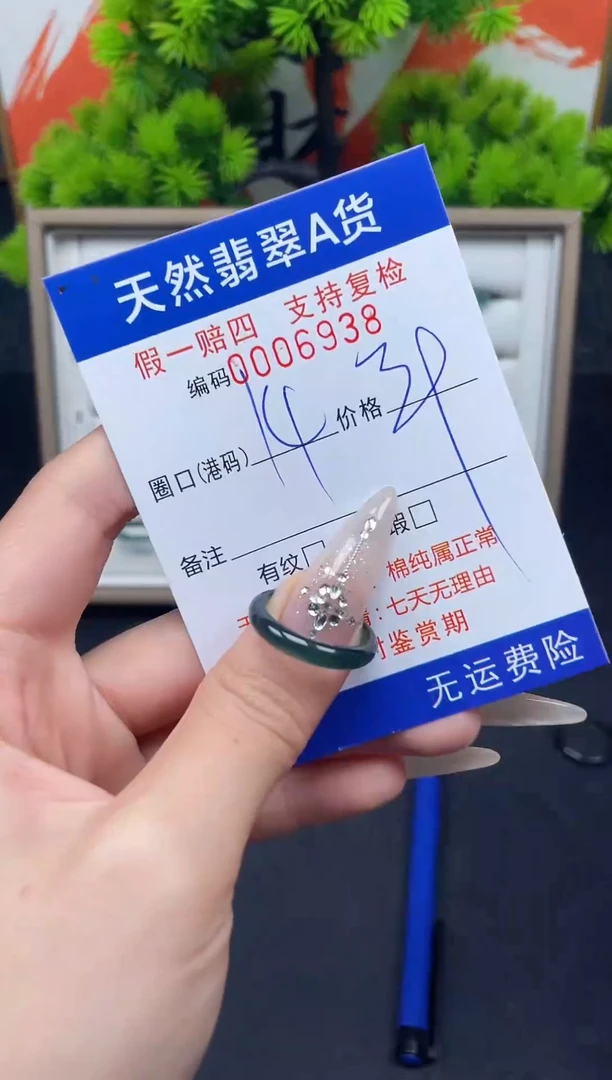 天然翡翠A货
假一赔四 支持复检
编码0006938
圈口(港码) 14 价格 39
备注
有纹□ 瑕□
棉纯属正常
:七天无理由
鉴赏期
无运费险